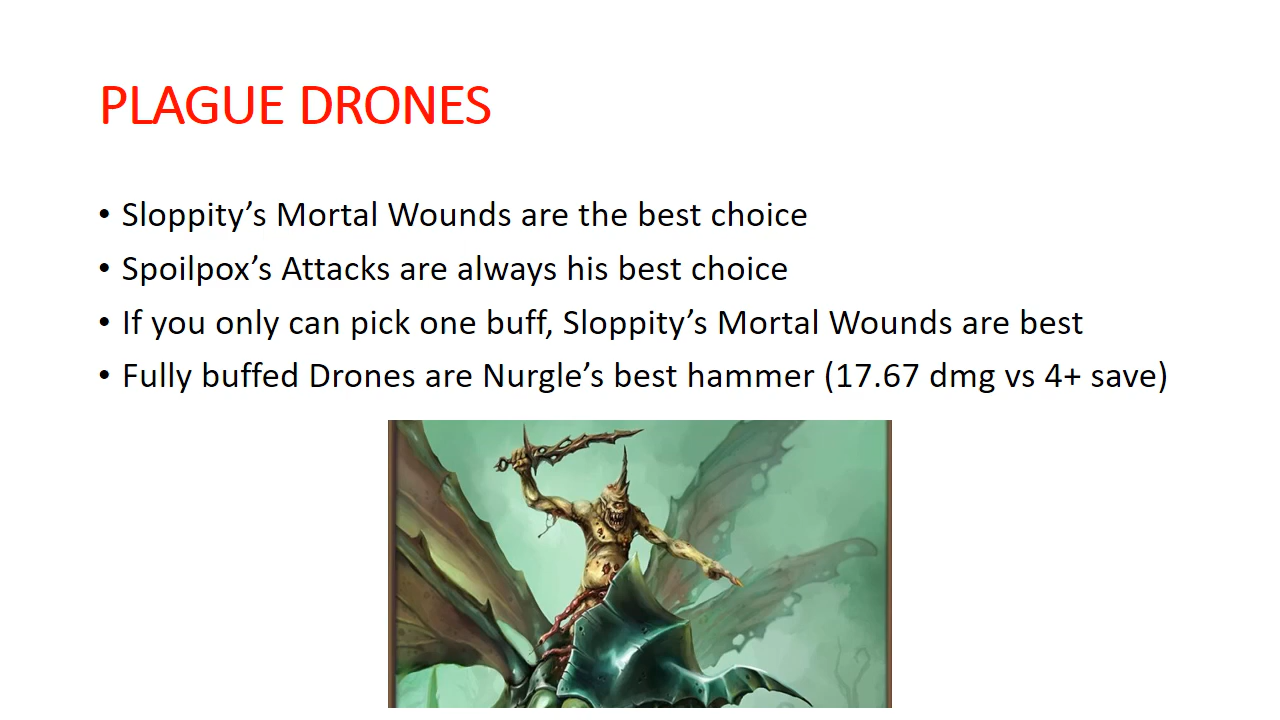 PLAGUE DRONES
• Sloppity’s Mortal Wounds are the best choice
• Spoilpox’s Attacks are always his best choice
• If you only can pick one buff, Sloppity’s Mortal Wounds are best
• Fully buffed Drones are Nurgle’s best hammer (17.67 dmg vs 4+ save)